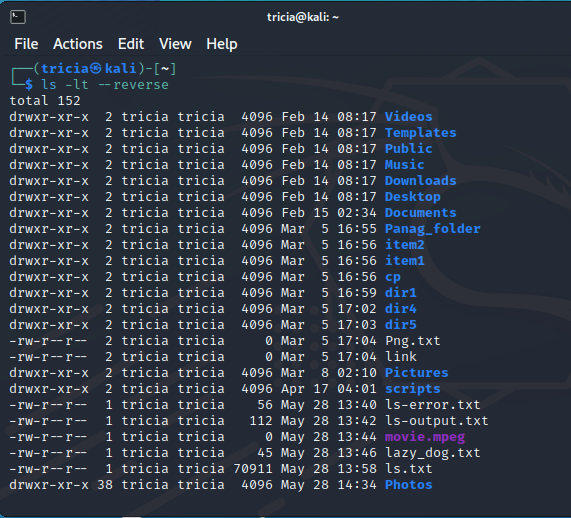 tricia@kali: ~
File Actions Edit View Help
┌──(tricia㉿kali)-[~]
└─$ ls -lt --reverse
total 152
drwxr-xr-x  2 tricia tricia  4096 Feb 14 08:17 Videos
drwxr-xr-x  2 tricia tricia  4096 Feb 14 08:17 Templates
drwxr-xr-x  2 tricia tricia  4096 Feb 14 08:17 Public
drwxr-xr-x  2 tricia tricia  4096 Feb 14 08:17 Music
drwxr-xr-x  2 tricia tricia  4096 Feb 14 08:17 Downloads
drwxr-xr-x  2 tricia tricia  4096 Feb 14 08:17 Desktop
drwxr-xr-x  2 tricia tricia  4096 Feb 15 02:34 Documents
drwxr-xr-x  2 tricia tricia  4096 Mar  5 16:55 Panag_folder
drwxr-xr-x  2 tricia tricia  4096 Mar  5 16:56 item2
drwxr-xr-x  2 tricia tricia  4096 Mar  5 16:56 item1
drwxr-xr-x  2 tricia tricia  4096 Mar  5 16:56 cp
drwxr-xr-x  2 tricia tricia  4096 Mar  5 16:59 dir1
drwxr-xr-x  2 tricia tricia  4096 Mar  5 17:02 dir4
drwxr-xr-x  2 tricia tricia  4096 Mar  5 17:03 dir5
-rw-r--r--  2 tricia tricia     0 Mar  5 17:04 Png.txt
-rw-r--r--  2 tricia tricia     0 Mar  5 17:04 link
drwxr-xr-x  2 tricia tricia  4096 Mar  8 02:10 Pictures
drwxr-xr-x  2 tricia tricia  4096 Apr 17 04:01 scripts
-rw-r--r--  1 tricia tricia    56 May 28 13:40 ls-error.txt
-rw-r--r--  1 tricia tricia   112 May 28 13:42 ls-output.txt
-rw-r--r--  1 tricia tricia     0 May 28 13:44 movie.mpeg
-rw-r--r--  1 tricia tricia    45 May 28 13:46 lazy_dog.txt
-rw-r--r--  1 tricia tricia 70911 May 28 13:58 ls.txt
drwxr-xr-x 38 tricia tricia  4096 May 28 14:34 Photos